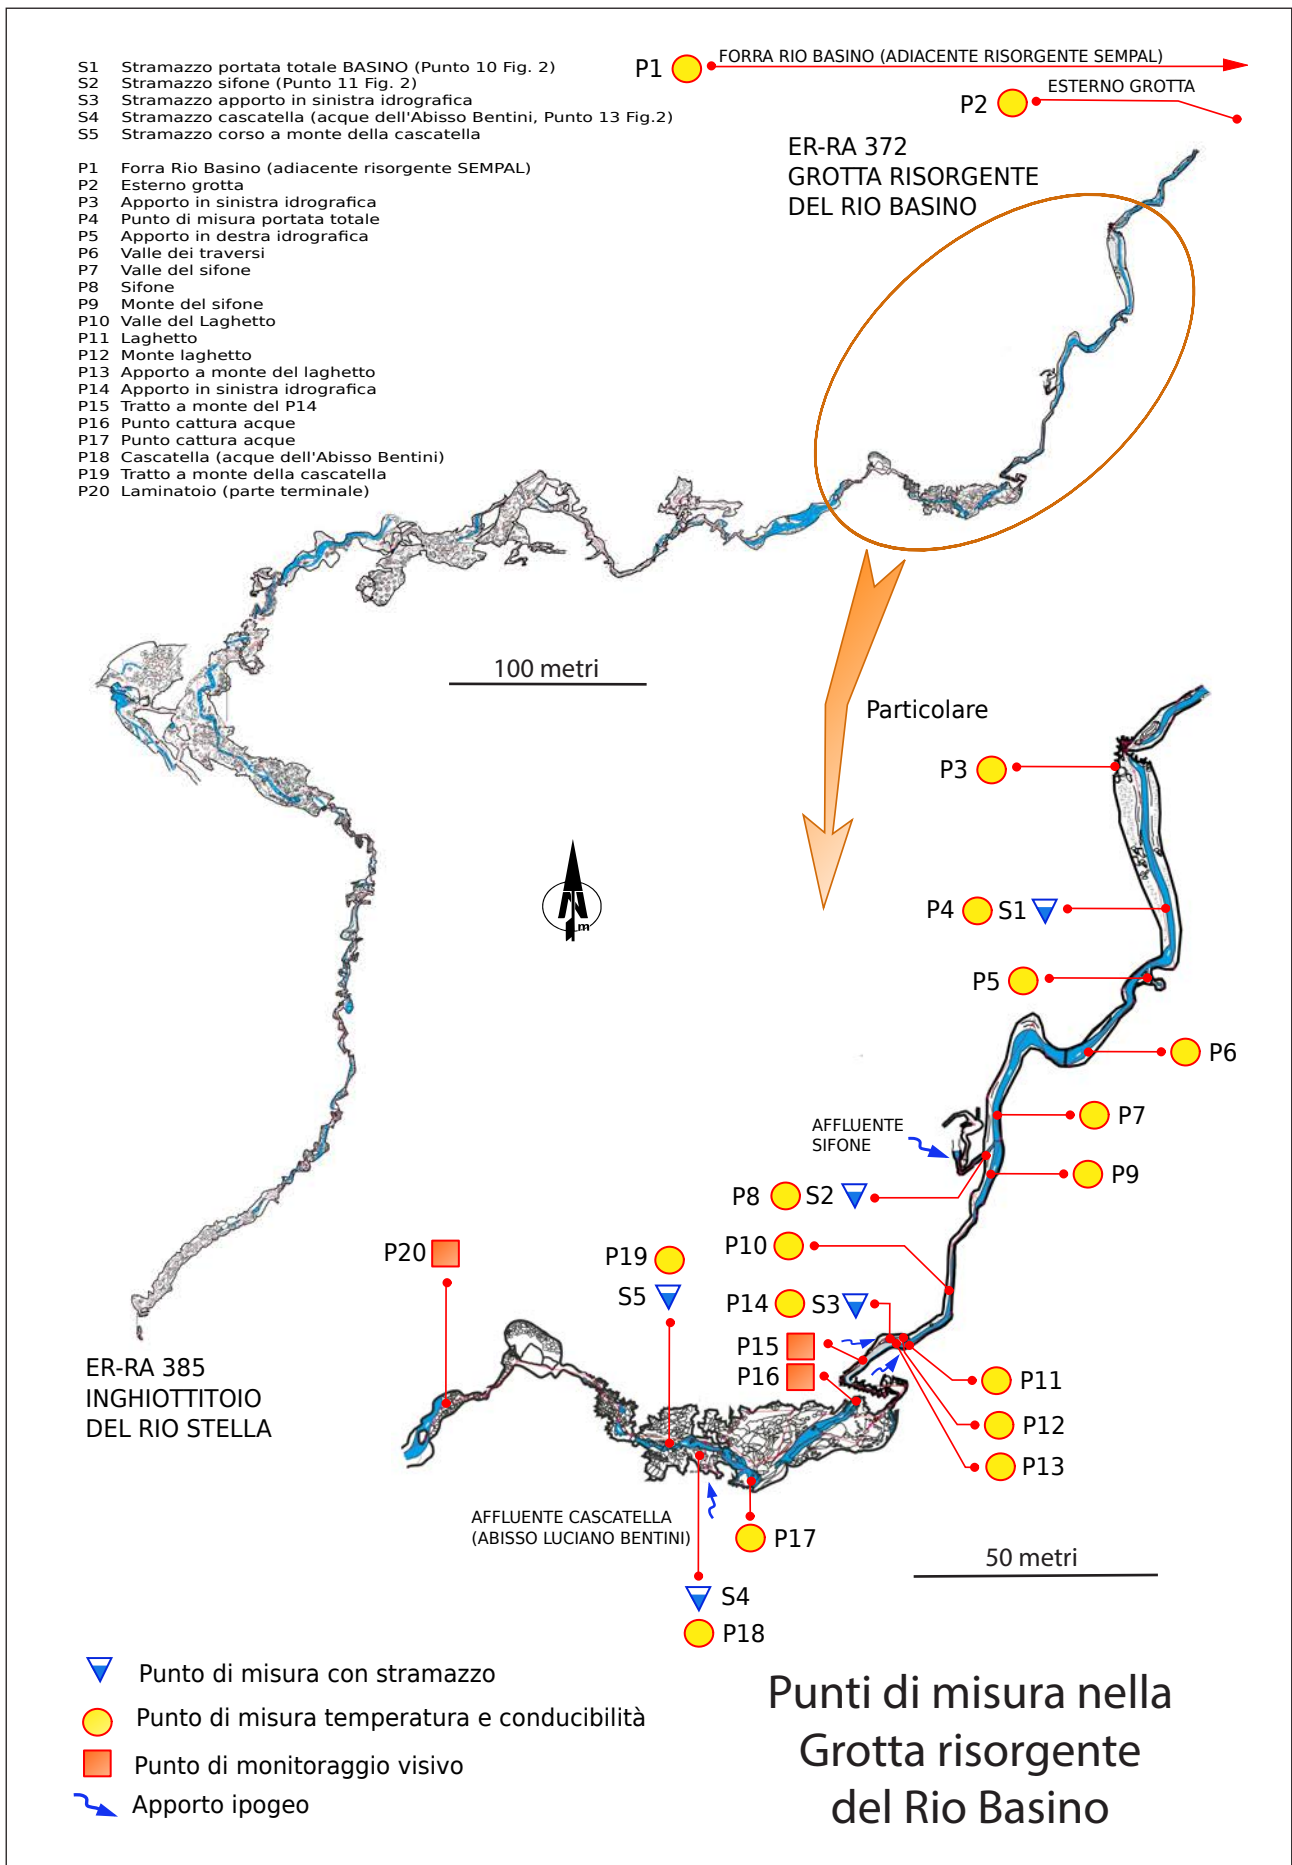 S1 Stramazzo portata totale BASINO (Punto 10 Fig. 2)
S2 Stramazzo sifone (Punto 11 Fig. 2)
S3 Stramazzo apporto in sinistra idrografica
S4 Stramazzo cascatella (acque dell'Abisso Bentini, Punto 13 Fig.2)
S5 Stramazzo corso a monte della cascatella
P1 Forra Rio Basino (adiacente risorgente SEMPAL)
P2 Esterno grotta
P3 Apporto in sinistra idrografica
P4 Punto di misura portata totale
P5 Apporto in destra idrografica
P6 Valle dei traversi
P7 Valle del sifone
P8 Sifone
P9 Monte del sifone
P10 Valle del Laghetto
P11 Laghetto
P12 Monte laghetto
P13 Apporto a monte del laghetto
P14 Apporto in sinistra idrografica
P15 Tratto a monte del P14
P16 Punto cattura acque
P17 Punto cattura acque
P18 Cascatella (acque dell'Abisso Bentini)
P19 Tratto a monte della cascatella
P20 Laminatoio (parte terminale)
P1 FORRA RIO BASINO (ADIACENTE RISORGENTE SEMPAL)
P2 ESTERNO GROTTA
ER-RA 372
GROTTA RISORGENTE
DEL RIO BASINO
100 metri
Particolare
N
m
P3
P4 S1
P5
P6
P7
AFFLUENTE
SIFONE
P9
P8 S2
P10
P14 S3
P15
P16
P11
P12
P13
P20
P19
S5
ER-RA 385
INGHIOTTITOIO
DEL RIO STELLA
AFFLUENTE CASCATELLA
(ABISSO LUCIANO BENTINI)
P17
S4
P18
50 metri
Punto di misura con stramazzo
Punto di misura temperatura e conducibilità
Punto di monitoraggio visivo
Apporto ipogeo
Punti di misura nella
Grotta risorgente
del Rio Basino